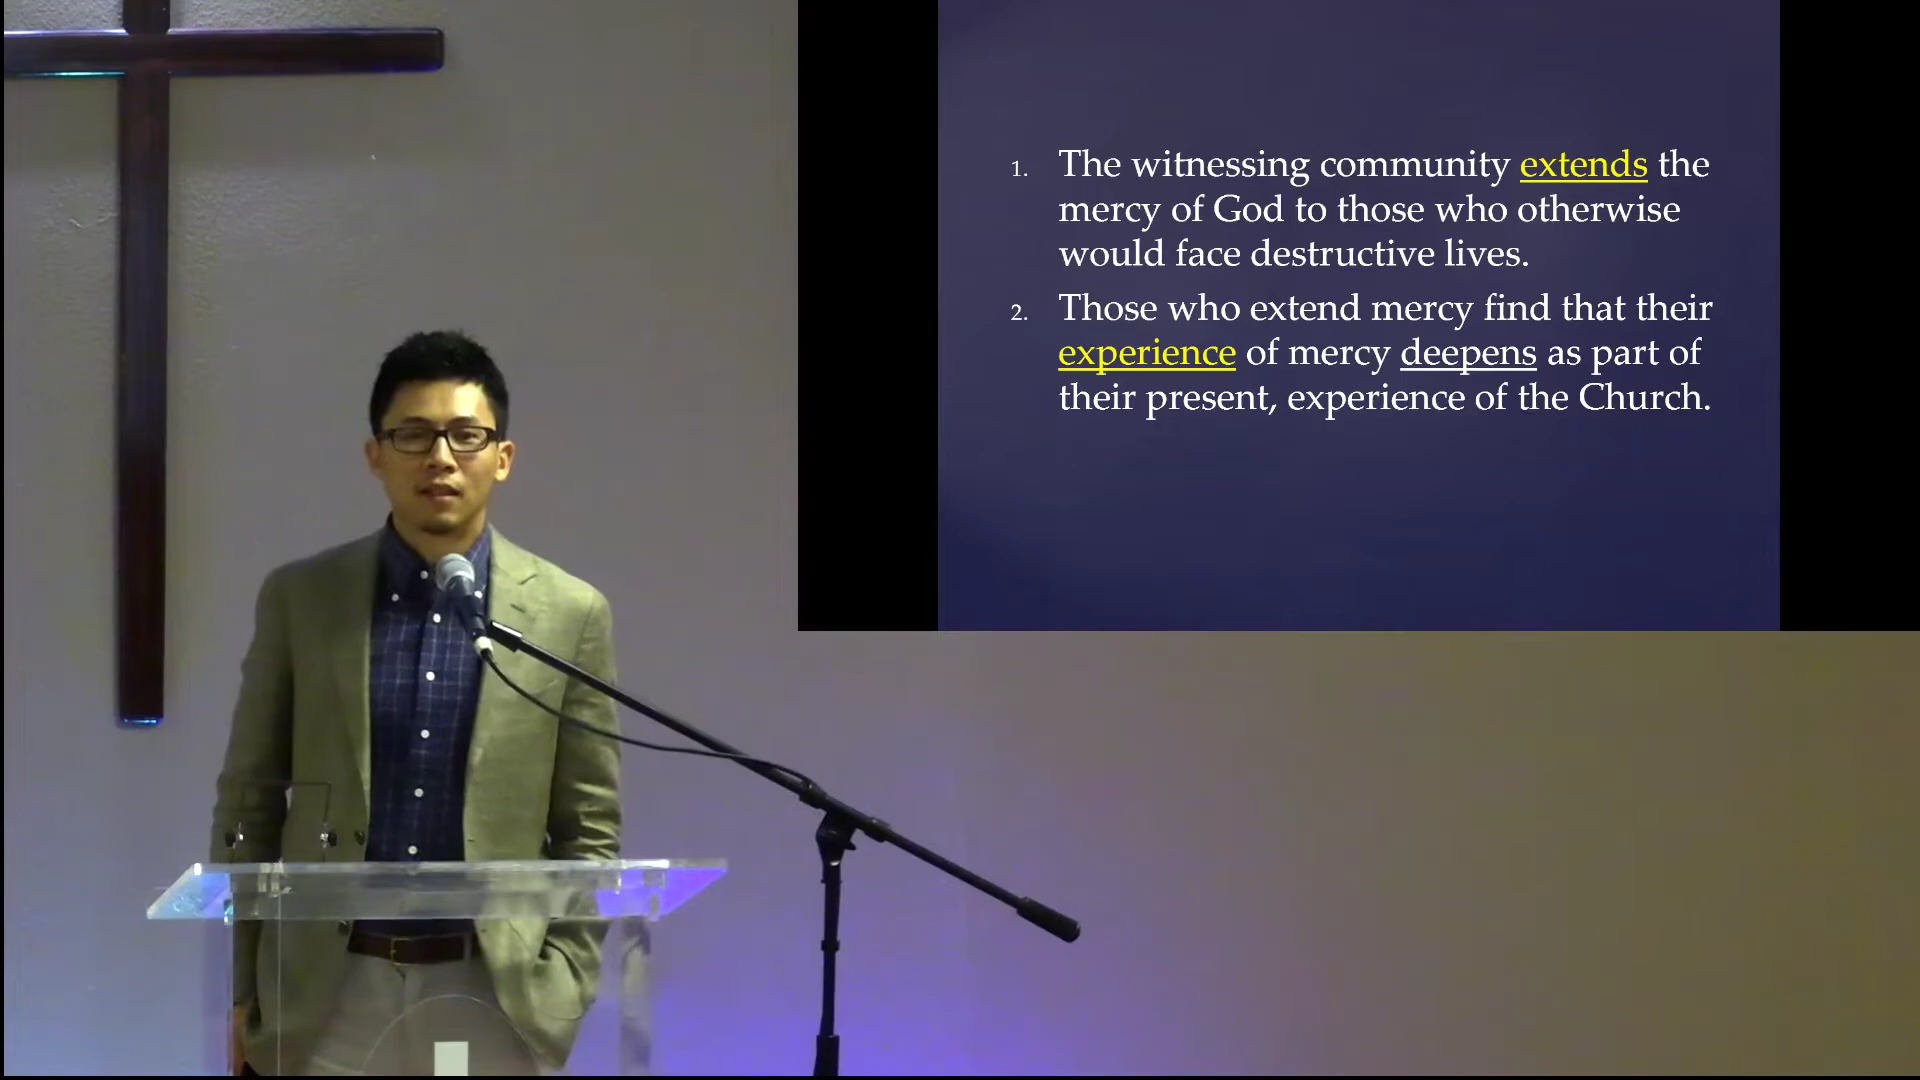 1. The witnessing community extends the
mercy of God to those who otherwise
would face destructive lives.
2. Those who extend mercy find that their
experience of mercy deepens as part of
their present, experience of the Church.